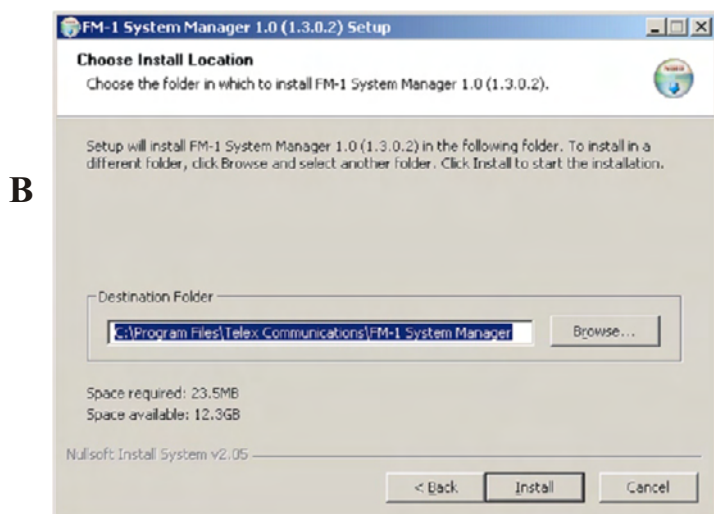 FM-1 System Manager 1.0 (1.3.0.2) Setup
Choose Install Location
Choose the folder in which to install FM-1 System Manager 1.0 (1.3.0.2).
Setup will install FM-1 System Manager 1.0 (1.3.0.2) in the following folder. To install in a
different folder, click Browse and select another folder. Click Install to start the installation.
B
Destination Folder
C:\Program Files\Telex Communications\FM-1 System Manager
Browse...
Space required: 23.5MB
Space available: 12.3GB
Nullsoft Install System v2.05
< Back
Install
Cancel